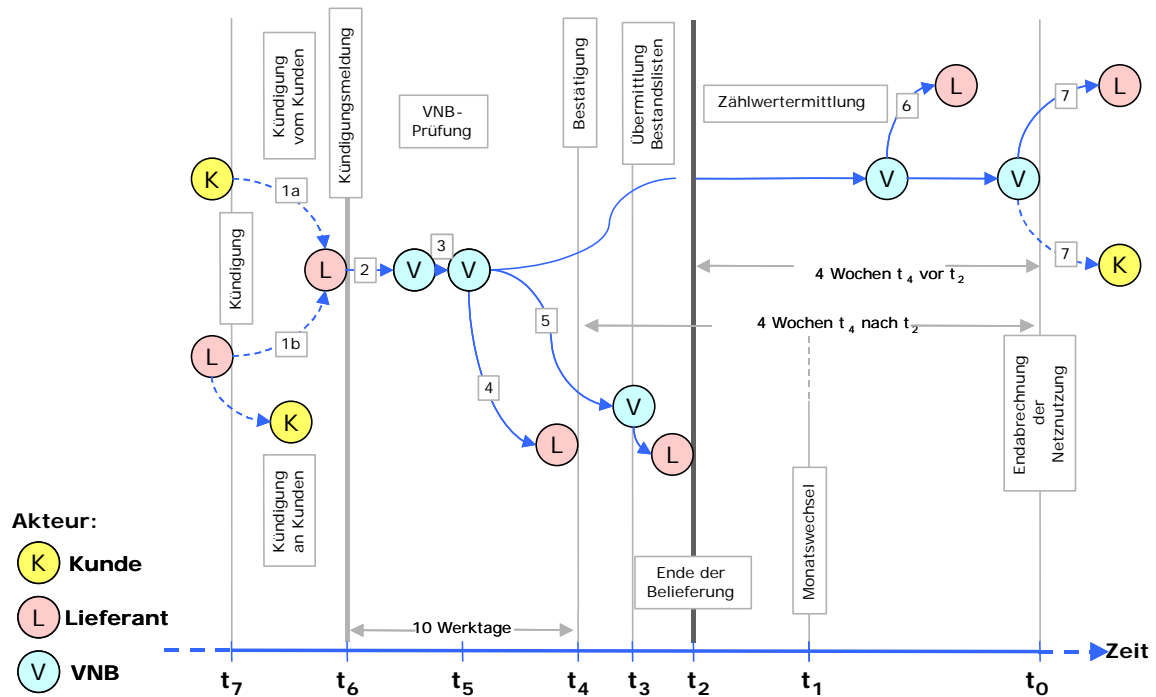 Kündigung
vom Kunden
Kündigungsmeldung
VNB-
Prüfung
Bestätigung
Übermittlung
Bestandslisten
Zählwertermittlung
L
L
6
7
K
1a
V
V
Kündigung
L
2
V
3
V
7
K
4 Wochen t4 vor t2
5
4 Wochen t4 nach t2
1b
L
4
V
K
L
L
Endabrechnung
der
Netznutzung
Kündigung
an Kunden
Monatswechsel
Ende der
Belieferung
10 Werktage
Akteur:
K Kunde
L Lieferant
V VNB
Zeit
t7 t6 t5 t4 t3 t2 t1 t0